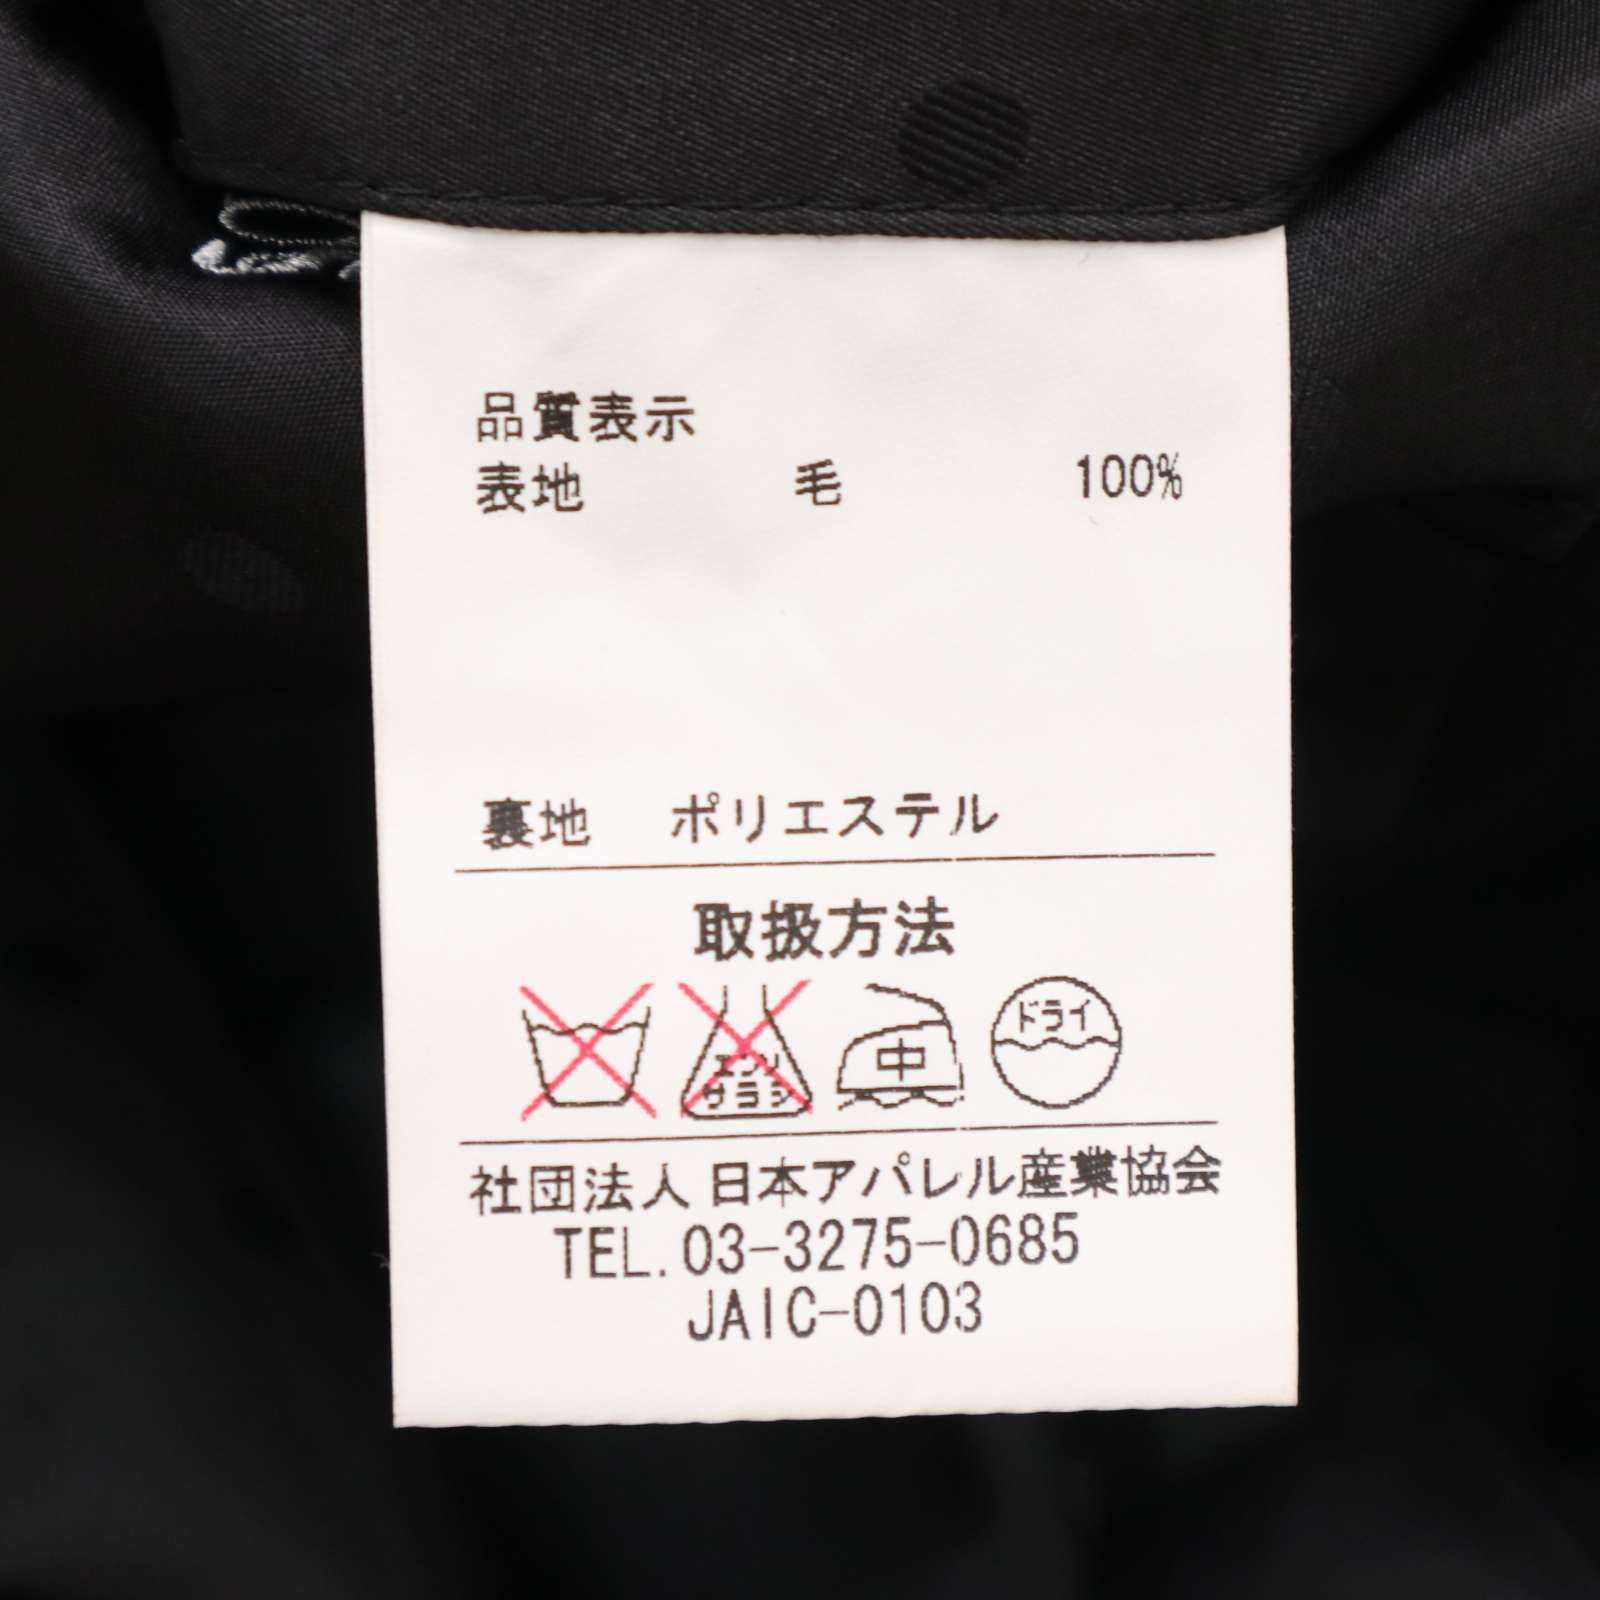 品質表示
表地 毛 100%
裏地 ポリエステル
取扱方法
エンソ
サラシ
中
ドライ
社団法人 日本アパレル産業協会
TEL.03-3275-0685
JAIC-0103